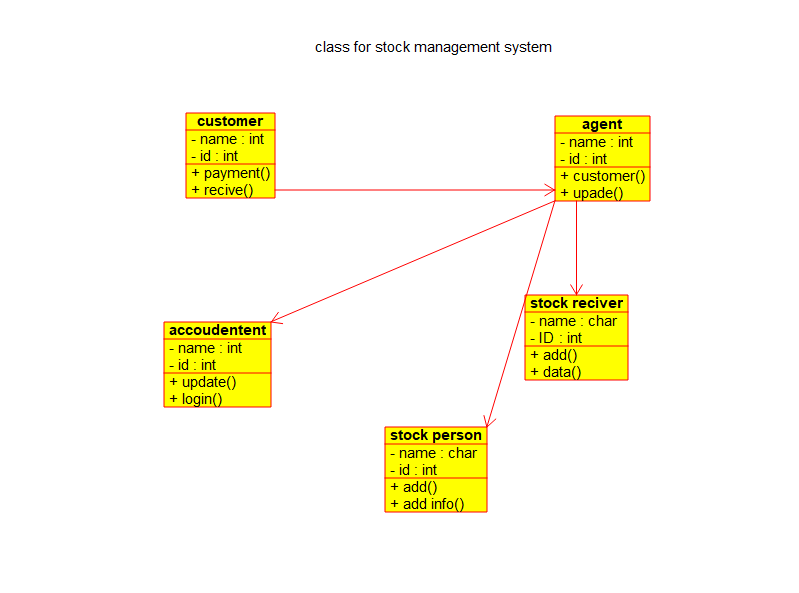 class for stock management system
customer
- name : int
- id : int
+ payment()
+ recive()
agent
- name : int
- id : int
+ customer()
+ upade()
stock reciver
- name : char
- ID : int
+ add()
+ data()
accoudentent
- name : int
- id : int
+ update()
+ login()
stock person
- name : char
- id : int
+ add()
+ add info()